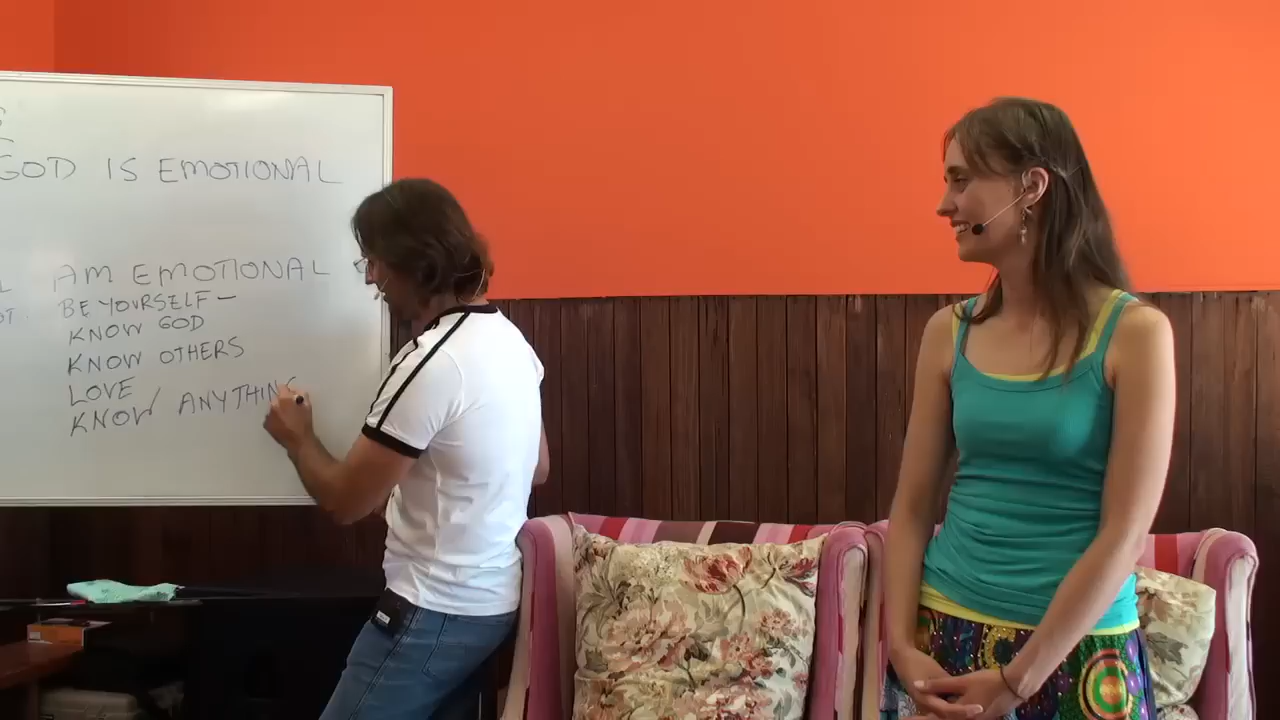 GOD IS EMOTIONAL
AM EMOTIONAL
BE YOURSELF —
KNOW GOD
KNOW OTHERS
LOVE
KNOW ANYTHING